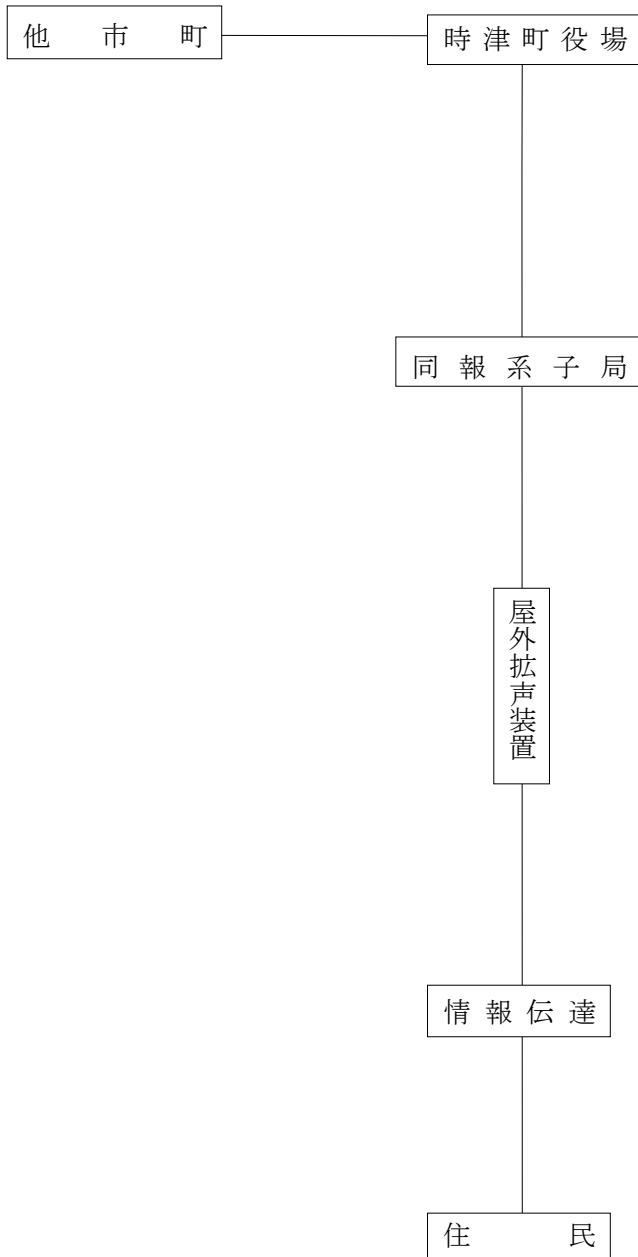 他市町
時津町役場
同報系子局
屋外拡声装置
情報伝達
住民